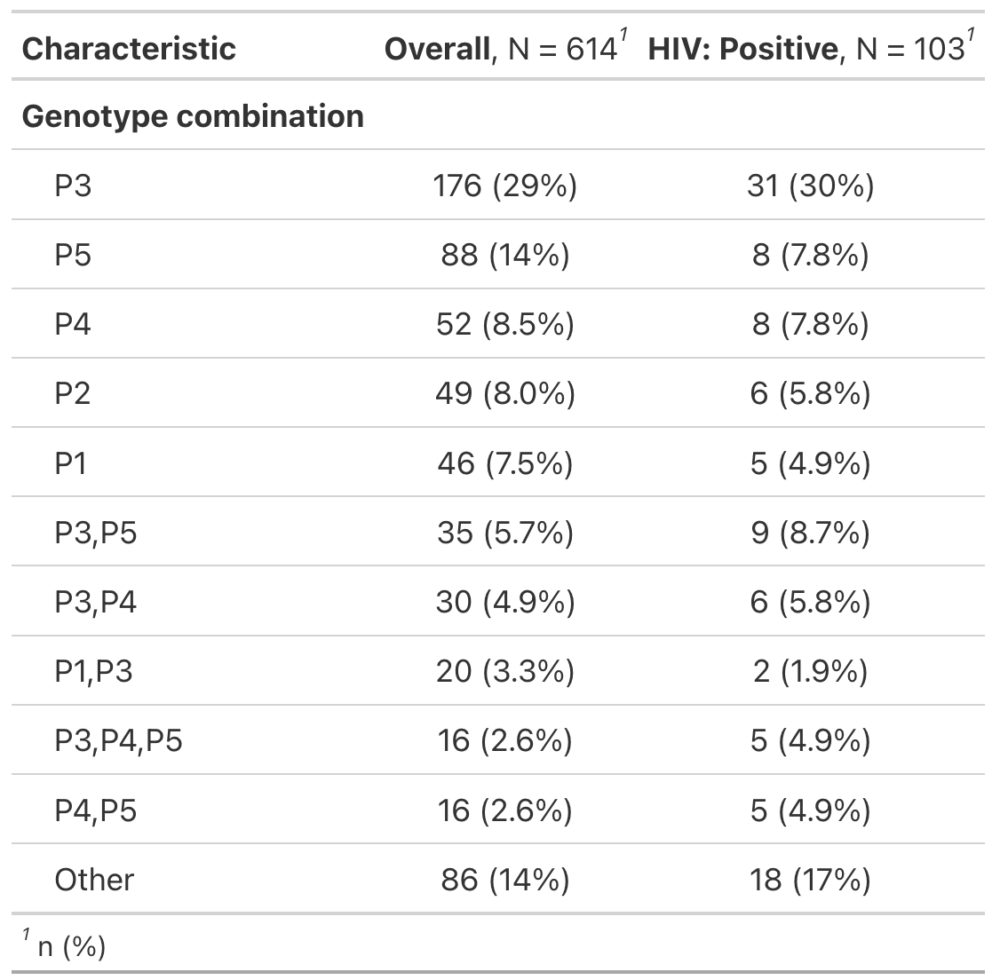 Characteristic Overall, N = 614¹ HIV: Positive, N = 103¹
Genotype combination
P3 176 (29%) 31 (30%)
P5 88 (14%) 8 (7.8%)
P4 52 (8.5%) 8 (7.8%)
P2 49 (8.0%) 6 (5.8%)
P1 46 (7.5%) 5 (4.9%)
P3,P5 35 (5.7%) 9 (8.7%)
P3,P4 30 (4.9%) 6 (5.8%)
P1,P3 20 (3.3%) 2 (1.9%)
P3,P4,P5 16 (2.6%) 5 (4.9%)
P4,P5 16 (2.6%) 5 (4.9%)
Other 86 (14%) 18 (17%)
¹ n (%)